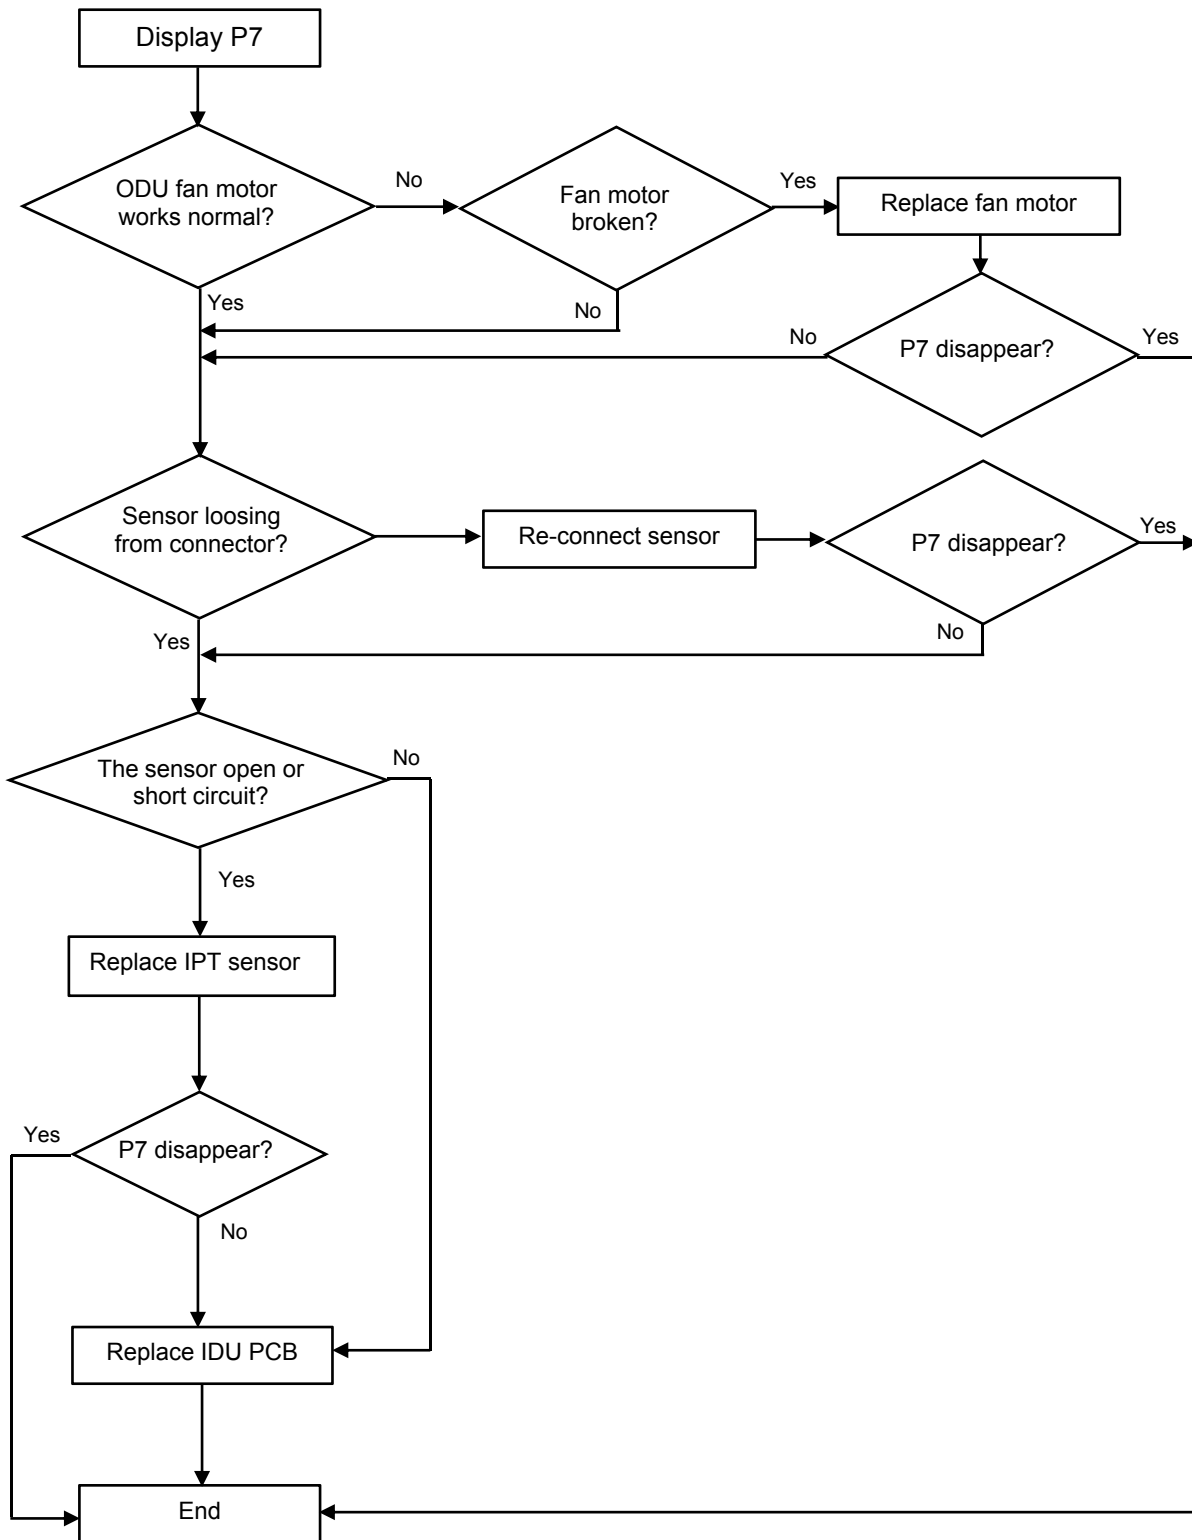 Display P7
ODU fan motor
works normal?
No
Fan motor
broken?
Yes
Replace fan motor
Yes
No
No
P7 disappear?
Yes
Sensor loosing
from connector?
Re-connect sensor
P7 disappear?
Yes
Yes
No
The sensor open or
short circuit?
No
Yes
Replace IPT sensor
Yes
P7 disappear?
No
Replace IDU PCB
End